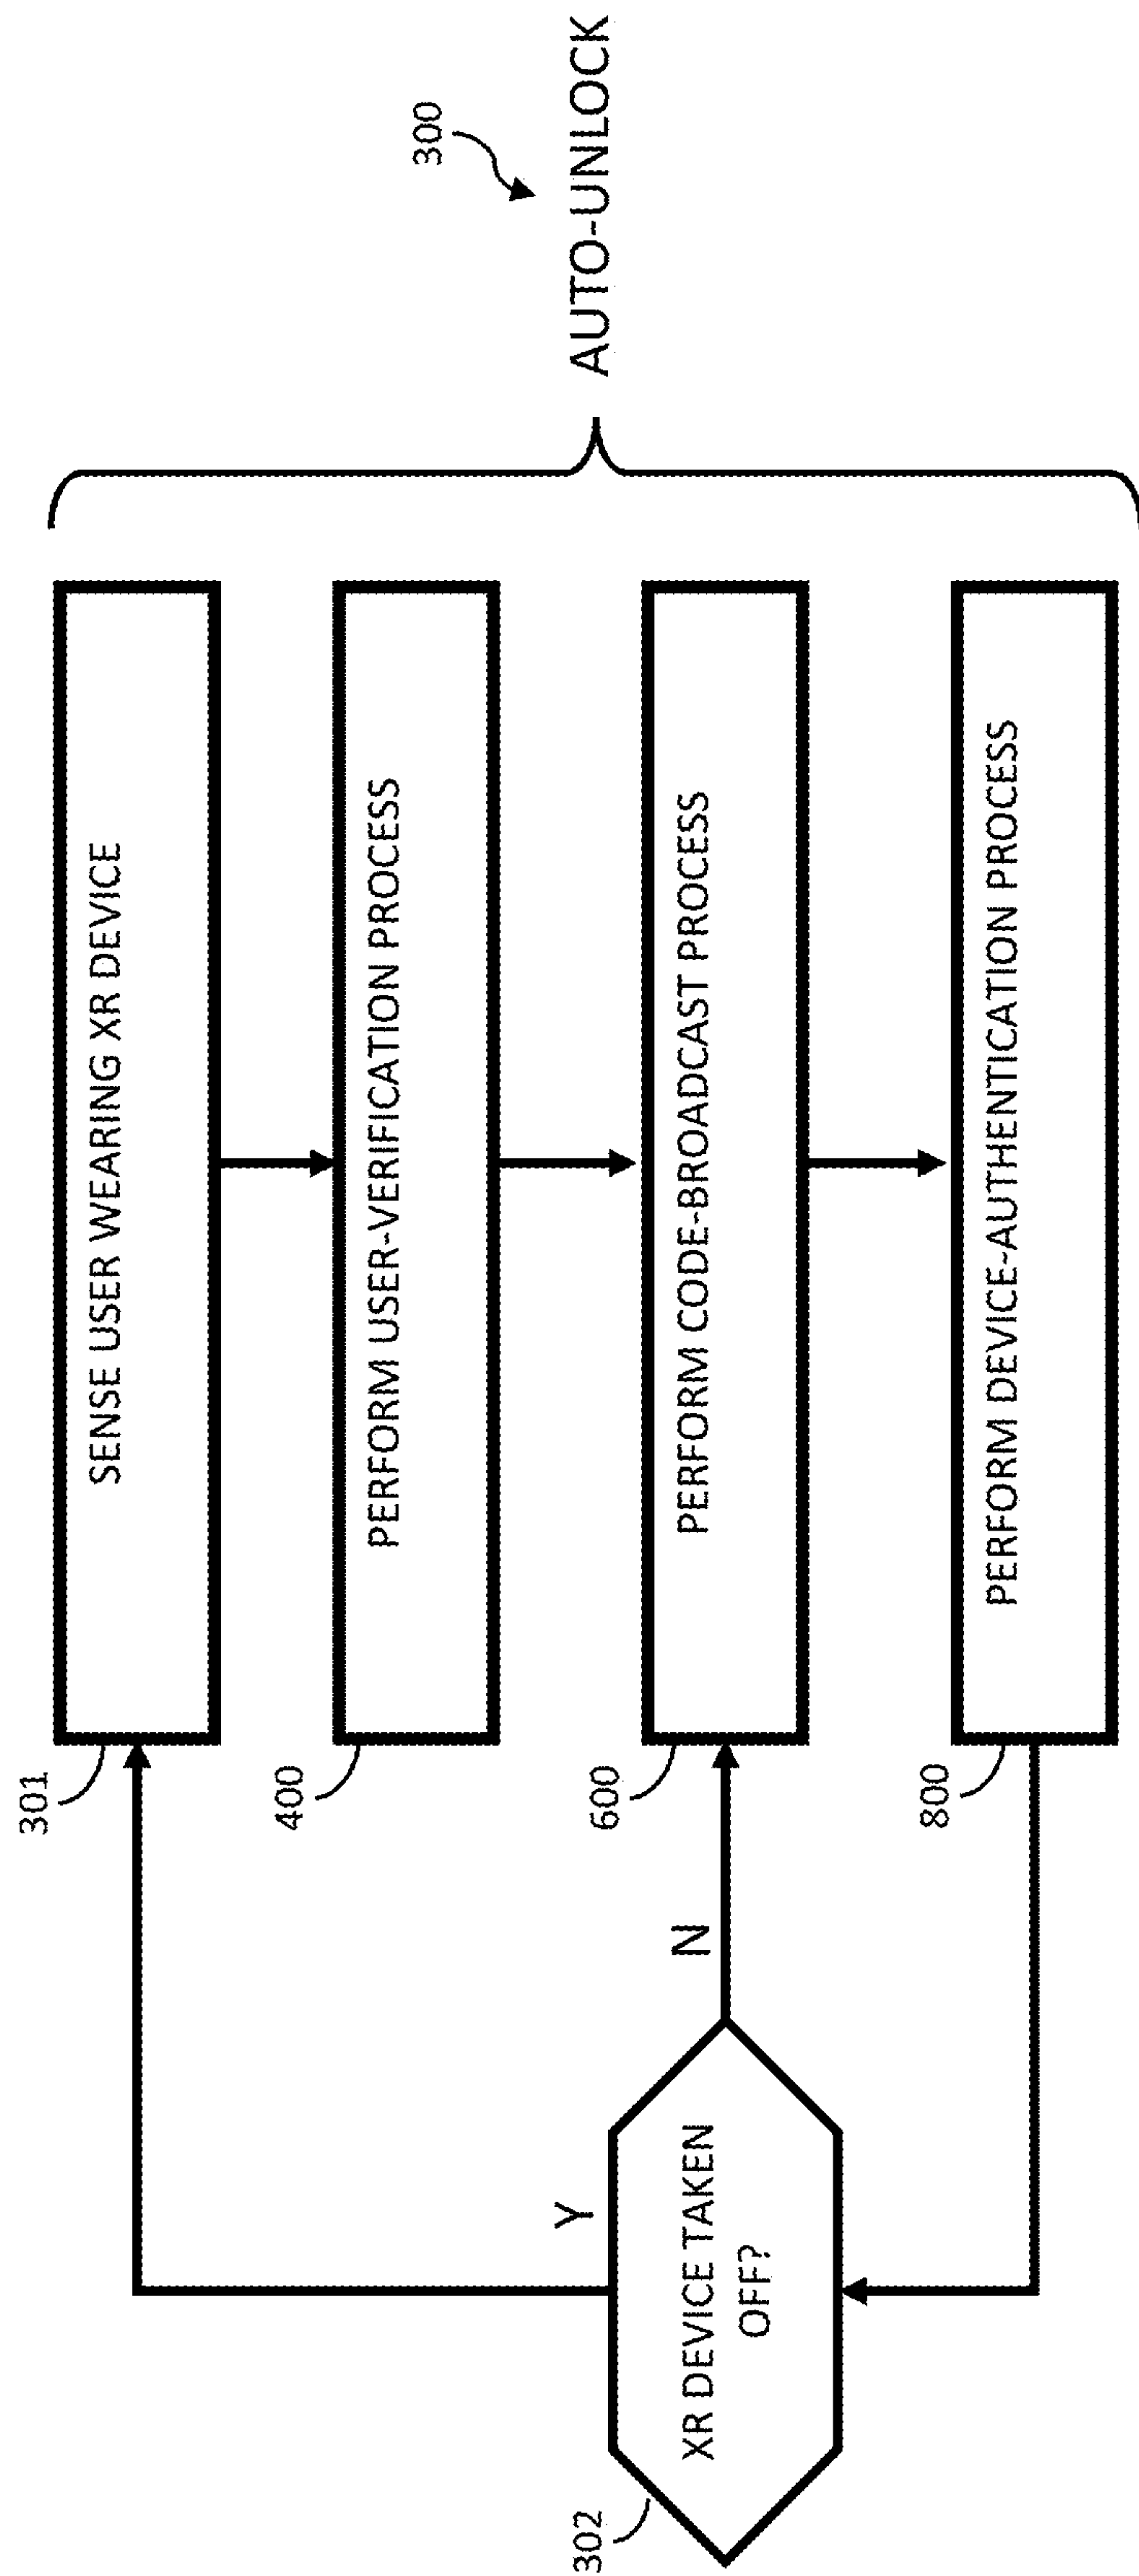 301
SENSE USER WEARING XR DEVICE
400
PERFORM USER-VERIFICATION PROCESS
600
PERFORM CODE-BROADCAST PROCESS
800
PERFORM DEVICE-AUTHENTICATION PROCESS
302
XR DEVICE TAKEN
OFF?
Y
N
300
AUTO-UNLOCK